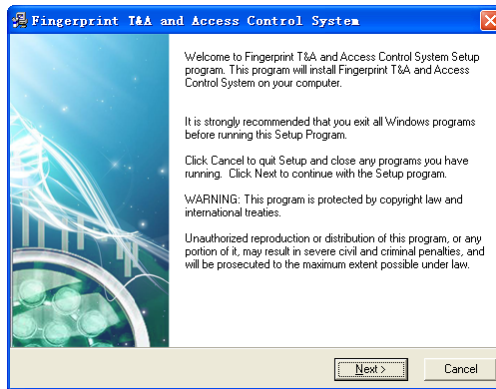 Fingerprint T&A and Access Control System
Welcome to Fingerprint T&A and Access Control System Setup
program. This program will install Fingerprint T&A and Access
Control System on your computer.
It is strongly recommended that you exit all Windows programs
before running this Setup Program.
Click Cancel to quit Setup and close any programs you have
running. Click Next to continue with the Setup program.
WARNING: This program is protected by copyright law and
international treaties.
Unauthorized reproduction or distribution of this program, or any
portion of it, may result in severe civil and criminal penalties, and
will be prosecuted to the maximum extent possible under law.
Next > Cancel